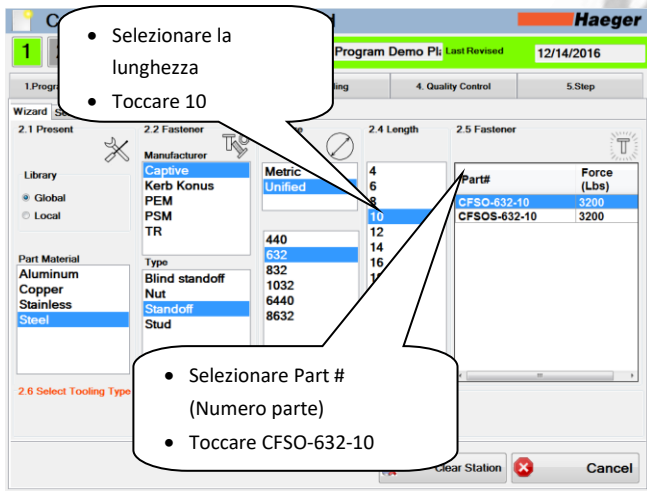 Haeger
1
Program Demo Pla
Last Revised
12/14/2016
4. Quality Control
5.Step
Wizard
2.1 Present
2.2 Fastener
2.4 Length
2.5 Fastener
Library
Global
Local
Manufacturer
Captive
Kerb Konus
PEM
PSM
TR
Metric
Unified
4
6
8
10
12
14
16
Part#
Force
(Lbs)
CFSO-632-10
3200
CFSOS-632-10
3200
Part Material
Aluminum
Copper
Stainless
Steel
Type
Blind standoff
Nut
Standoff
Stud
440
632
832
1032
6440
8632
2.6 Select Tooling Type
Clear Station
Cancel
• Selezionare la
lunghezza
• Toccare 10
• Selezionare Part #
(Numero parte)
• Toccare CFSO-632-10